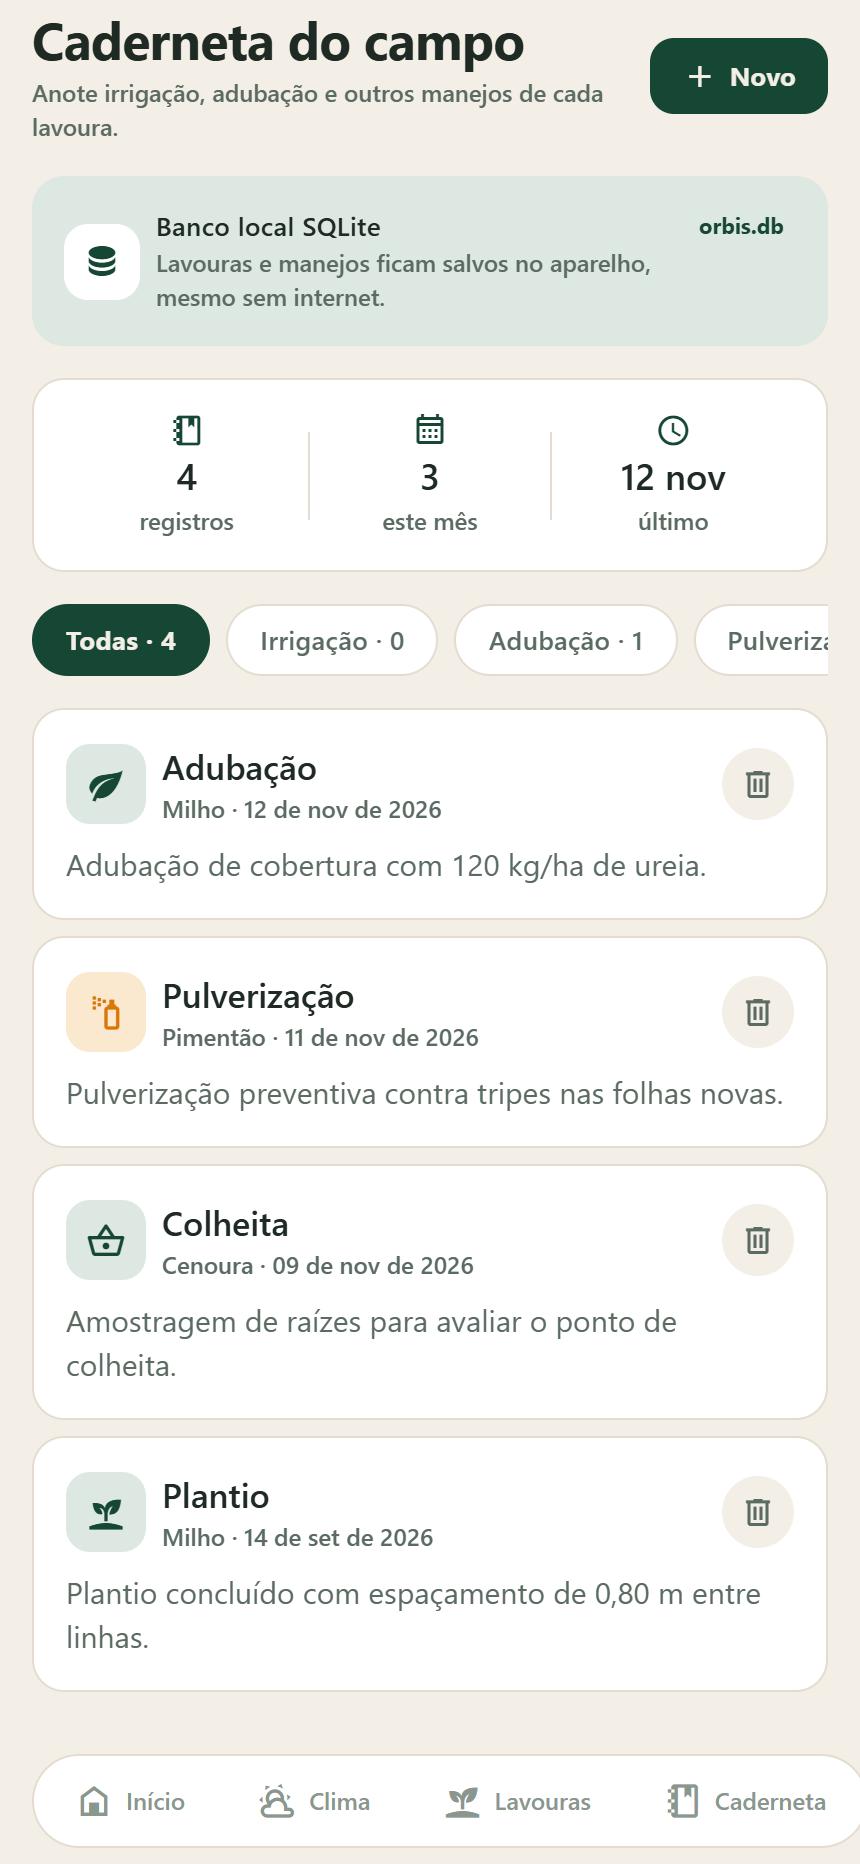 Caderneta do campo
Anote irrigação, adubação e outros manejos de cada
lavoura.
Novo
Banco local SQLite
orbis.db
Lavouras e manejos ficam salvos no aparelho,
mesmo sem internet.
4
registros
3
este mês
12 nov
último
Todas · 4
Irrigação · 0
Adubação · 1
Adubação
Milho · 12 de nov de 2026
Adubação de cobertura com 120 kg/ha de ureia.
Pulverização
Pimentão · 11 de nov de 2026
Pulverização preventiva contra tripes nas folhas novas.
Colheita
Cenoura · 09 de nov de 2026
Amostragem de raízes para avaliar o ponto de
colheita.
Plantio
Milho · 14 de set de 2026
Plantio concluído com espaçamento de 0,80 m entre
linhas.
Início
Clima
Lavouras
Caderneta